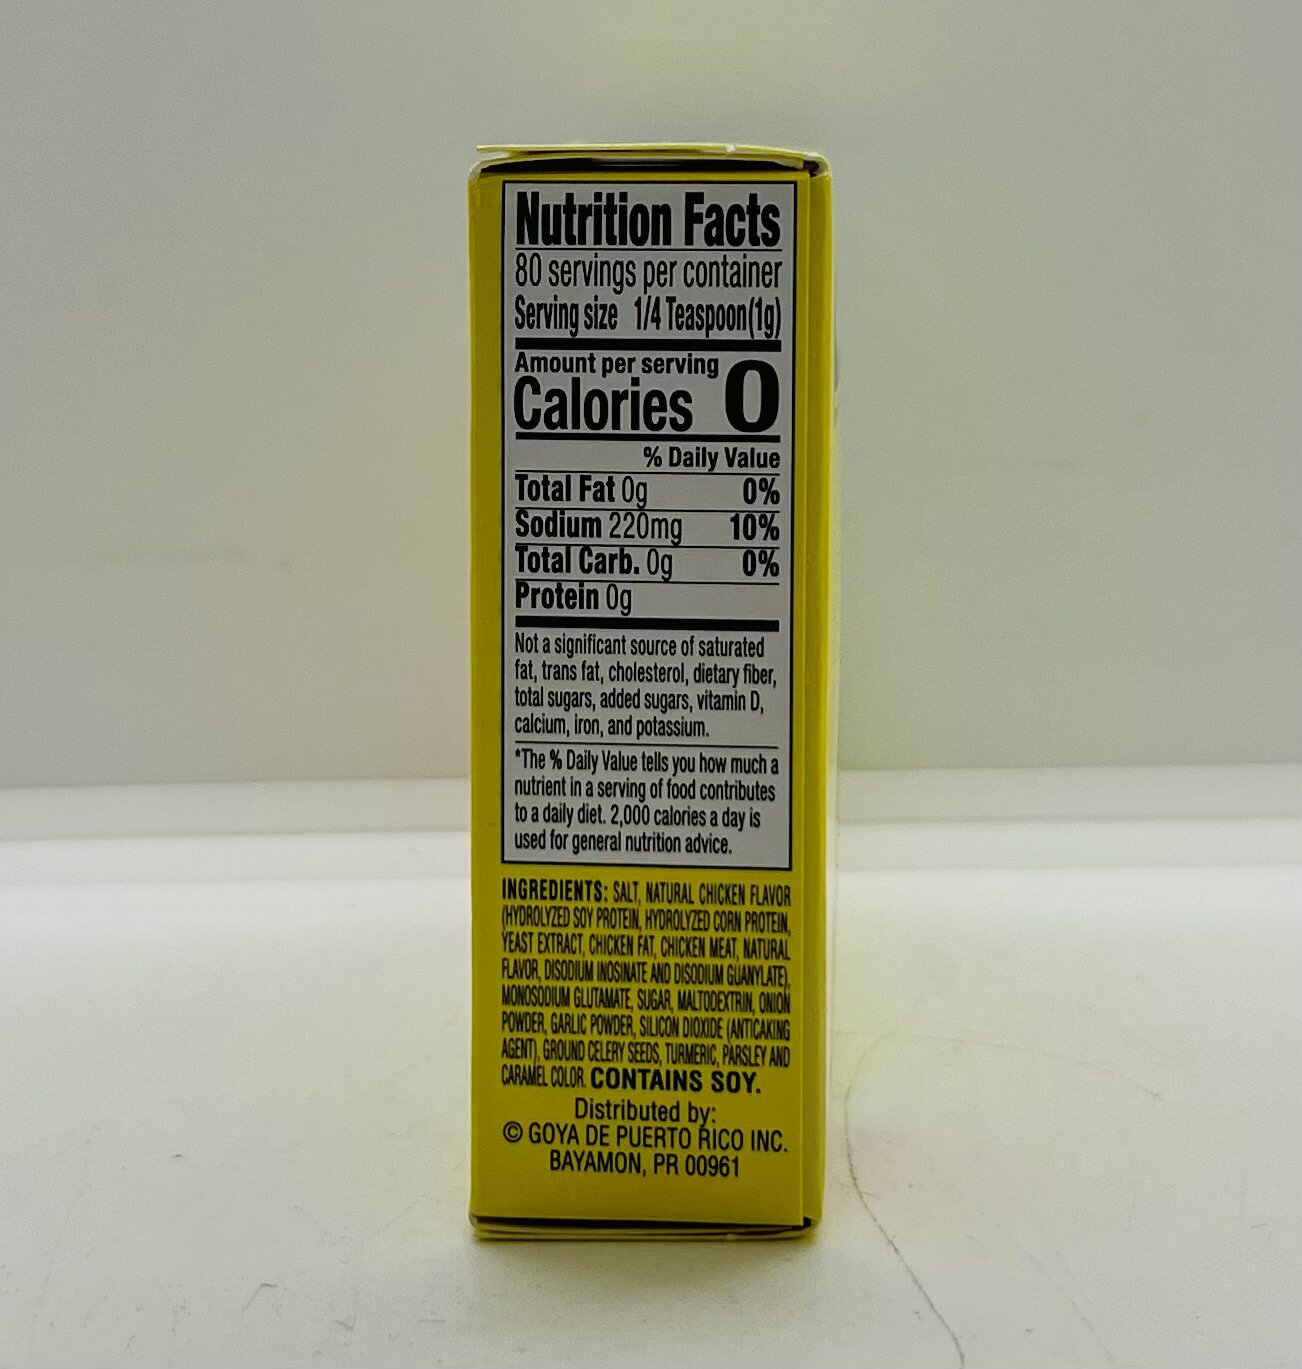 Nutrition Facts
80 servings per container
Serving size 1/4 Teaspoon(1g)
Amount per serving
Calories 0
% Daily Value
Total Fat 0g 0%
Sodium 220mg 10%
Total Carb. 0g 0%
Protein 0g
Not a significant source of saturated
fat, trans fat, cholesterol, dietary fiber,
total sugars, added sugars, vitamin D,
calcium, iron, and potassium.
*The % Daily Value tells you how much a
nutrient in a serving of food contributes
to a daily diet. 2,000 calories a day is
used for general nutrition advice.
INGREDIENTS: SALT, NATURAL CHICKEN FLAVOR
(HYDROLYZED SOY PROTEIN, HYDROLYZED CORN PROTEIN,
YEAST EXTRACT, CHICKEN FAT, CHICKEN MEAT, NATURAL
FLAVOR, DISODIUM INOSINATE AND DISODIUM GUANYLATE),
MONOSODIUM GLUTAMATE, SUGAR, MALTODEXTRIN, ONION
POWDER, GARLIC POWDER, SILICON DIOXIDE (ANTICAKING
AGENT), GROUND CELERY SEEDS, TURMERIC, PARSLEY AND
CARAMEL COLOR. CONTAINS SOY.
Distributed by:
© GOYA DE PUERTO RICO INC.
BAYAMON, PR 00961